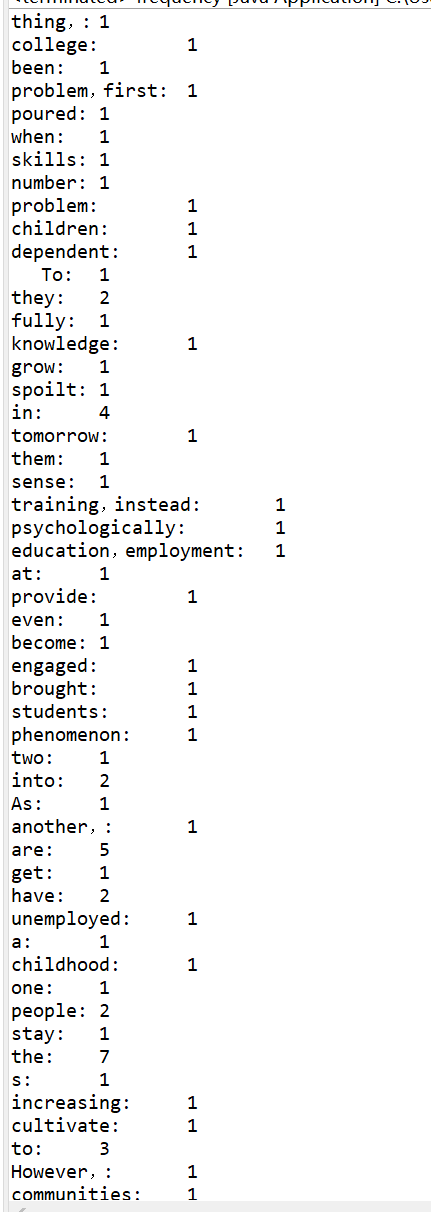 <terminated> frequency [Java Application] C:\Us
thing，: 1
college: 1
been: 1
problem，first: 1
poured: 1
when: 1
skills: 1
number: 1
problem: 1
children: 1
dependent: 1
To: 1
they: 2
fully: 1
knowledge: 1
grow: 1
spoilt: 1
in: 4
tomorrow: 1
them: 1
sense: 1
training，instead: 1
psychologically: 1
education，employment: 1
at: 1
provide: 1
even: 1
become: 1
engaged: 1
brought: 1
students: 1
phenomenon: 1
two: 1
into: 2
As: 1
another，: 1
are: 5
get: 1
have: 2
unemployed: 1
a: 1
childhood: 1
one: 1
people: 2
stay: 1
the: 7
s: 1
increasing: 1
cultivate: 1
to: 3
However，: 1
communities: 1